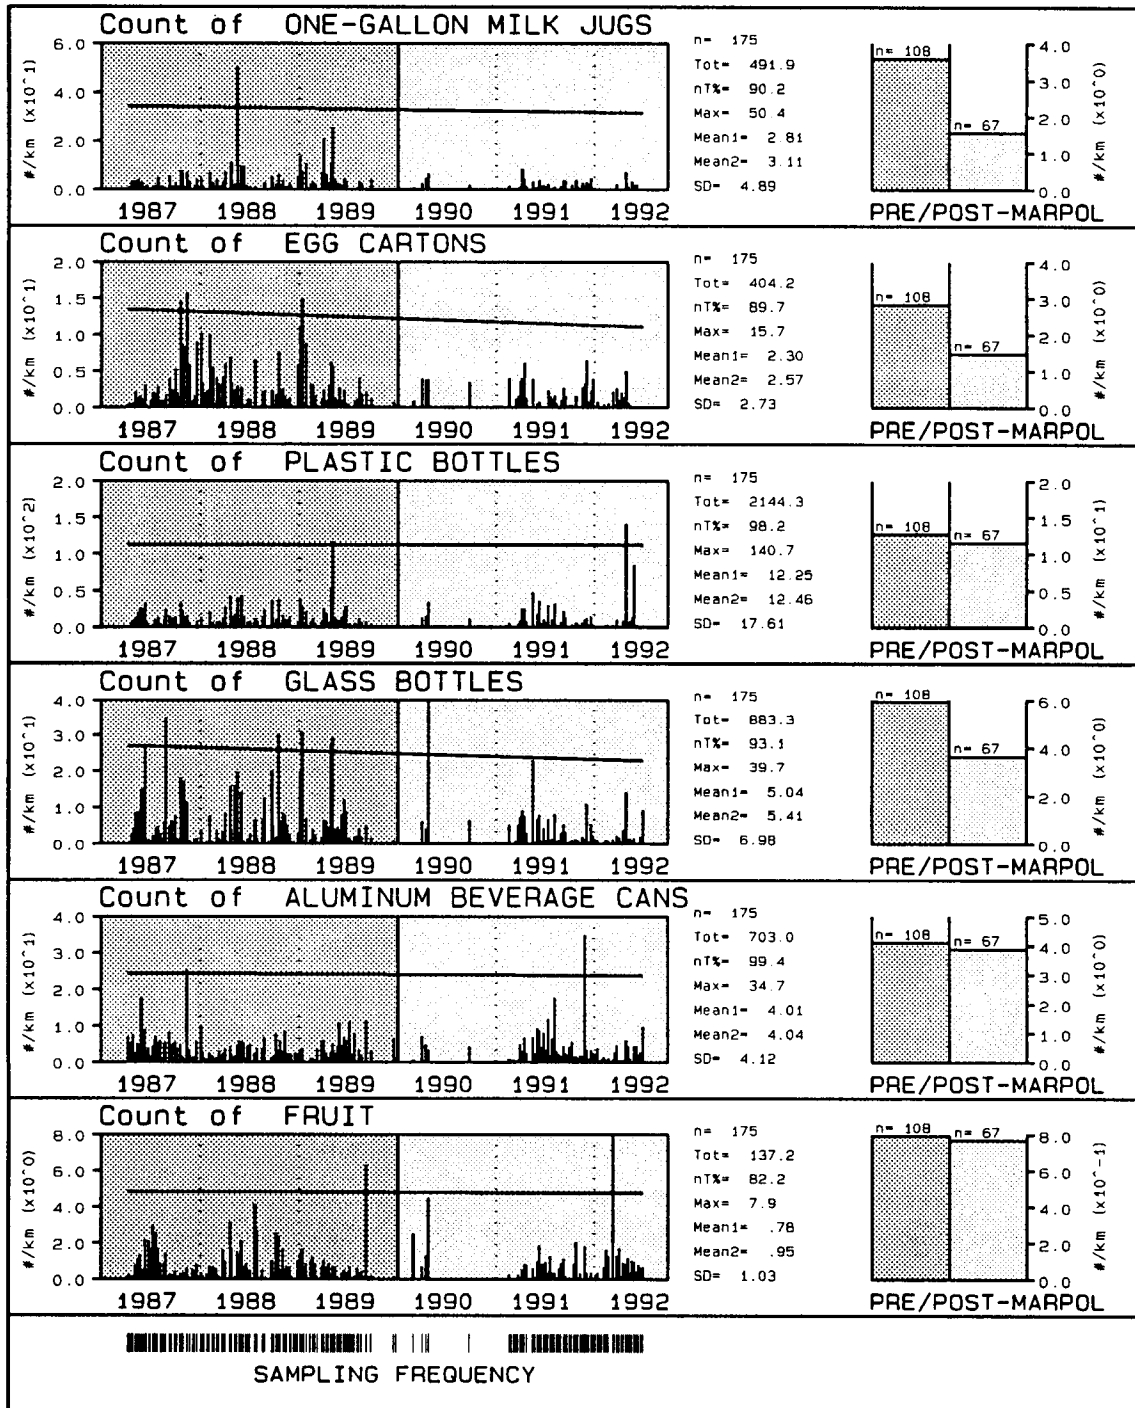 Count of ONE-GALLON MILK JUGS
#/km (x10^1)
6.0
4.0
2.0
0.0
1987 1988 1989 1990 1991 1992
n= 175
Tot= 491.9
nT%= 90.2
Max= 50.4
Mean1= 2.81
Mean2= 3.11
SD= 4.89
n= 108
n= 67
4.0
3.0
2.0
1.0
0.0
#/km (x10^0)
PRE/POST-MARPOL
Count of EGG CARTONS
#/km (x10^1)
2.0
1.5
1.0
0.5
0.0
1987 1988 1989 1990 1991 1992
n= 175
Tot= 404.2
nT%= 89.7
Max= 15.7
Mean1= 2.30
Mean2= 2.57
SD= 2.73
n= 108
n= 67
4.0
3.0
2.0
1.0
0.0
#/km (x10^0)
PRE/POST-MARPOL
Count of PLASTIC BOTTLES
#/km (x10^2)
2.0
1.5
1.0
0.5
0.0
1987 1988 1989 1990 1991 1992
n= 175
Tot= 2144.3
nT%= 98.2
Max= 140.7
Mean1= 12.25
Mean2= 12.46
SD= 17.61
n= 108
n= 67
2.0
1.5
1.0
0.5
0.0
#/km (x10^1)
PRE/POST-MARPOL
Count of GLASS BOTTLES
#/km (x10^1)
4.0
3.0
2.0
1.0
0.0
1987 1988 1989 1990 1991 1992
n= 175
Tot= 883.3
nT%= 93.1
Max= 39.7
Mean1= 5.04
Mean2= 5.41
SD= 6.98
n= 108
n= 67
6.0
4.0
2.0
0.0
#/km (x10^0)
PRE/POST-MARPOL
Count of ALUMINUM BEVERAGE CANS
#/km (x10^1)
4.0
3.0
2.0
1.0
0.0
1987 1988 1989 1990 1991 1992
n= 175
Tot= 703.0
nT%= 99.4
Max= 34.7
Mean1= 4.01
Mean2= 4.04
SD= 4.12
n= 108
n= 67
5.0
4.0
3.0
2.0
1.0
0.0
#/km (x10^0)
PRE/POST-MARPOL
Count of FRUIT
#/km (x10^0)
8.0
6.0
4.0
2.0
0.0
1987 1988 1989 1990 1991 1992
n= 175
Tot= 137.2
nT%= 82.2
Max= 7.9
Mean1= .78
Mean2= .95
SD= 1.03
n= 108
n= 67
8.0
6.0
4.0
2.0
0.0
#/km (x10^-1)
PRE/POST-MARPOL
SAMPLING FREQUENCY